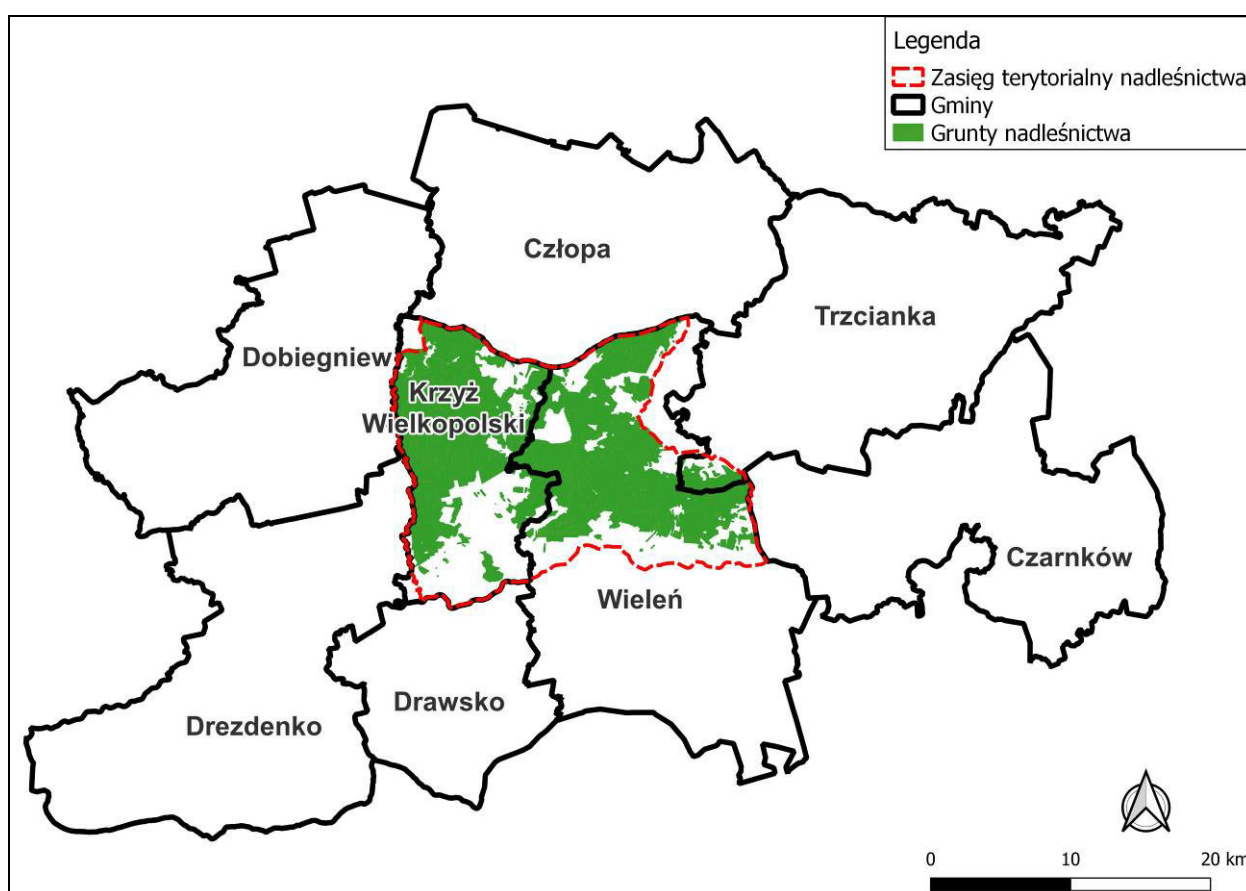 Legenda
Zasięg terytorialny nadleśnictwa
Gminy
Grunty nadleśnictwa
Człopa
Trzcianka
Dobiegniew
Krzyż
Wielkopolski
Czarnków
Wieleń
Drawsko
Drezdenko
0 10 20 km